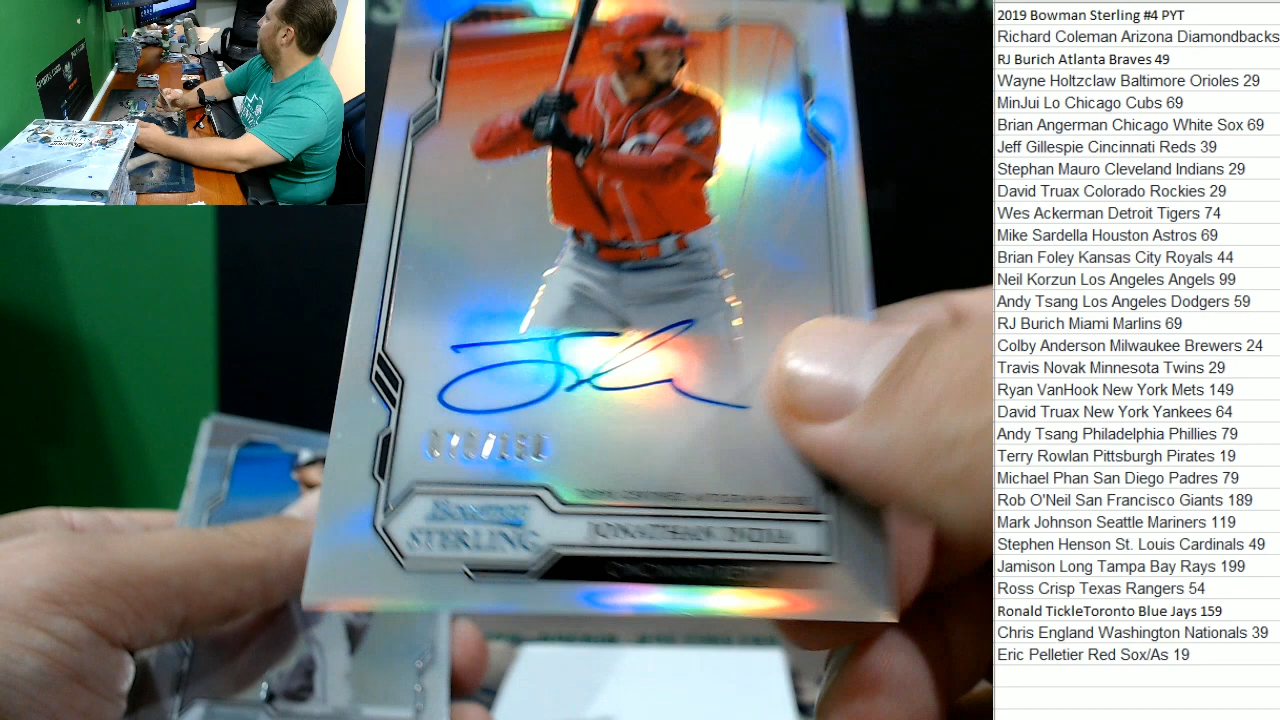 2019 Bowman Sterling #4 PYT
Richard Coleman Arizona Diamondbacks
RJ Burich Atlanta Braves 49
Wayne Holtzclaw Baltimore Orioles 29
MinJui Lo Chicago Cubs 69
Brian Angerman Chicago White Sox 69
Jeff Gillespie Cincinnati Reds 39
Stephan Mauro Cleveland Indians 29
David Truax Colorado Rockies 29
Wes Ackerman Detroit Tigers 74
Mike Sardella Houston Astros 69
Brian Foley Kansas City Royals 44
Neil Korzun Los Angeles Angels 99
Andy Tsang Los Angeles Dodgers 59
RJ Burich Miami Marlins 69
Colby Anderson Milwaukee Brewers 24
Travis Novak Minnesota Twins 29
Ryan VanHook New York Mets 149
David Truax New York Yankees 64
Andy Tsang Philadelphia Phillies 79
Terry Rowlan Pittsburgh Pirates 19
Michael Phan San Diego Padres 79
Rob O'Neil San Francisco Giants 189
Mark Johnson Seattle Mariners 119
Stephen Henson St. Louis Cardinals 49
Jamison Long Tampa Bay Rays 199
Ross Crisp Texas Rangers 54
Ronald TickleToronto Blue Jays 159
Chris England Washington Nationals 39
Eric Pelletier Red Sox/As 19
Bowman
STERLING
JONATHAN INDIA